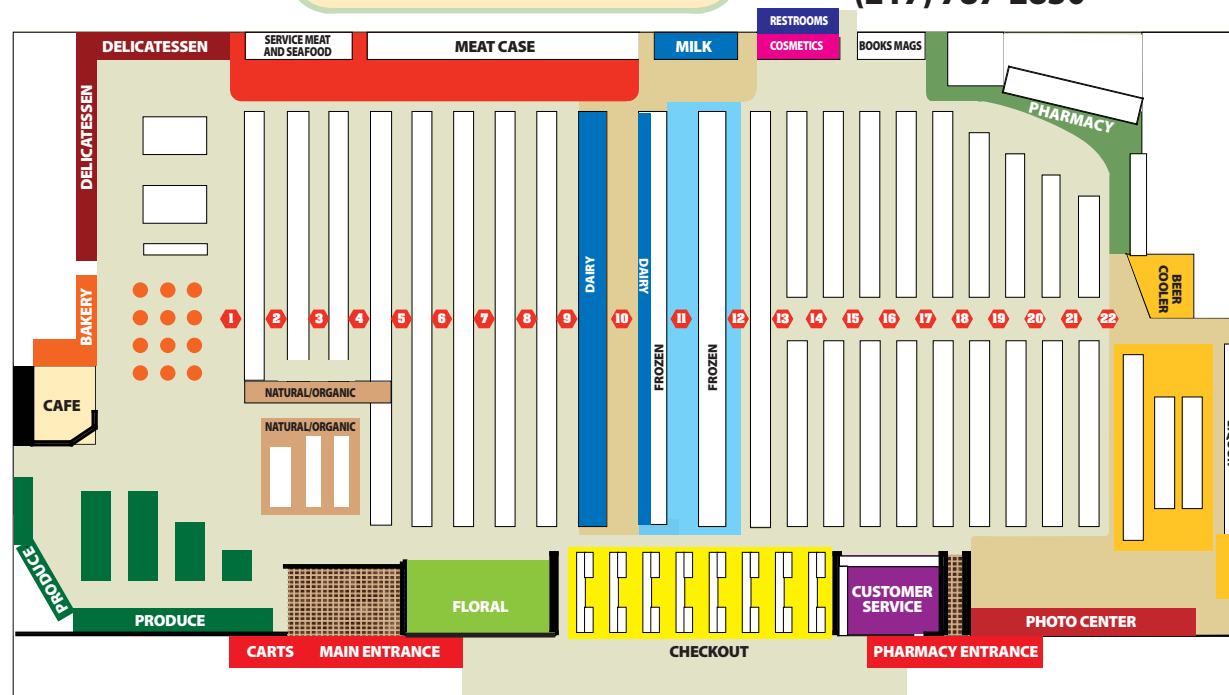 RESTROOMS
DELICATESSEN
SERVICE MEAT
AND SEAFOOD
MEAT CASE
MILK
COSMETICS
BOOKS MAGS
PHARMACY
DELICATESSEN
DAIRY
DAIRY
BEER
COOLER
BAKERY
1 2 3 4 5 6 7 8 9 10 11 12 13 14 15 16 17 18 19 20 21 22
FROZEN
FROZEN
NATURAL/ORGANIC
CAFE
NATURAL/ORGANIC
PRODUCE
FLORAL
CUSTOMER
SERVICE
PRODUCE
PHOTO CENTER
CARTS MAIN ENTRANCE
CHECKOUT
PHARMACY ENTRANCE